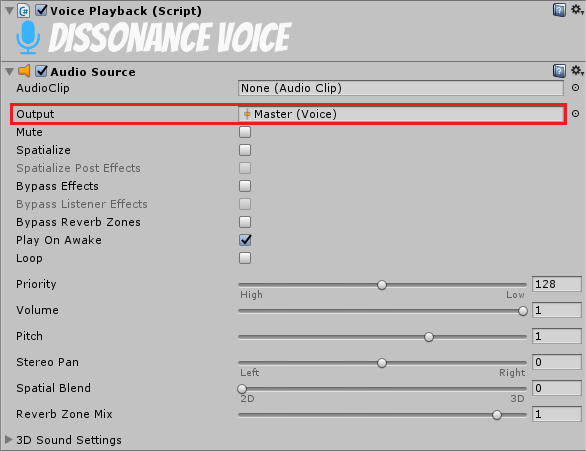 Voice Playback (Script)
DISSONANCE VOICE
Audio Source
AudioClip None (Audio Clip)
Output Master (Voice)
Mute
Spatialize
Spatialize Post Effects
Bypass Effects
Bypass Listener Effects
Bypass Reverb Zones
Play On Awake
Loop
Priority 128
High Low
Volume 1
Pitch 1
Stereo Pan 0
Left Right
Spatial Blend 0
2D 3D
Reverb Zone Mix 1
3D Sound Settings